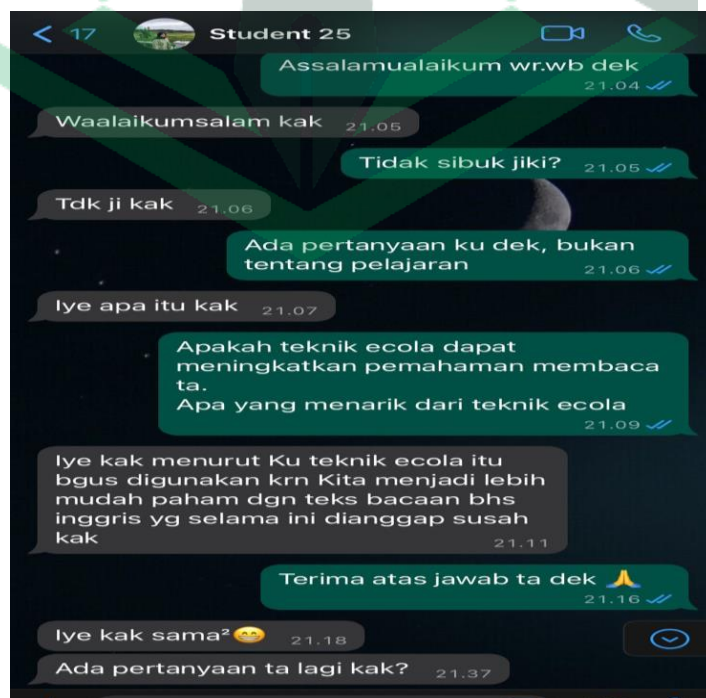 17 Student 25
Assalamualaikum wr.wb dek
21.04
Waalaikumsalam kak 21.05
Tidak sibuk jiki? 21.05
Tdk ji kak 21.06
Ada pertanyaan ku dek, bukan
tentang pelajaran 21.06
Iye apa itu kak 21.07
Apakah teknik ecola dapat
meningkatkan pemahaman membaca
ta.
Apa yang menarik dari teknik ecola
21.09
Iye kak menurut Ku teknik ecola itu
bgus digunakan krn Kita menjadi lebih
mudah paham dgn teks bacaan bhs
inggris yg selama ini dianggap susah
kak 21.11
Terima atas jawab ta dek 🙏
21.16
Iye kak sama² 😁 21.18
Ada pertanyaan ta lagi kak? 21.37